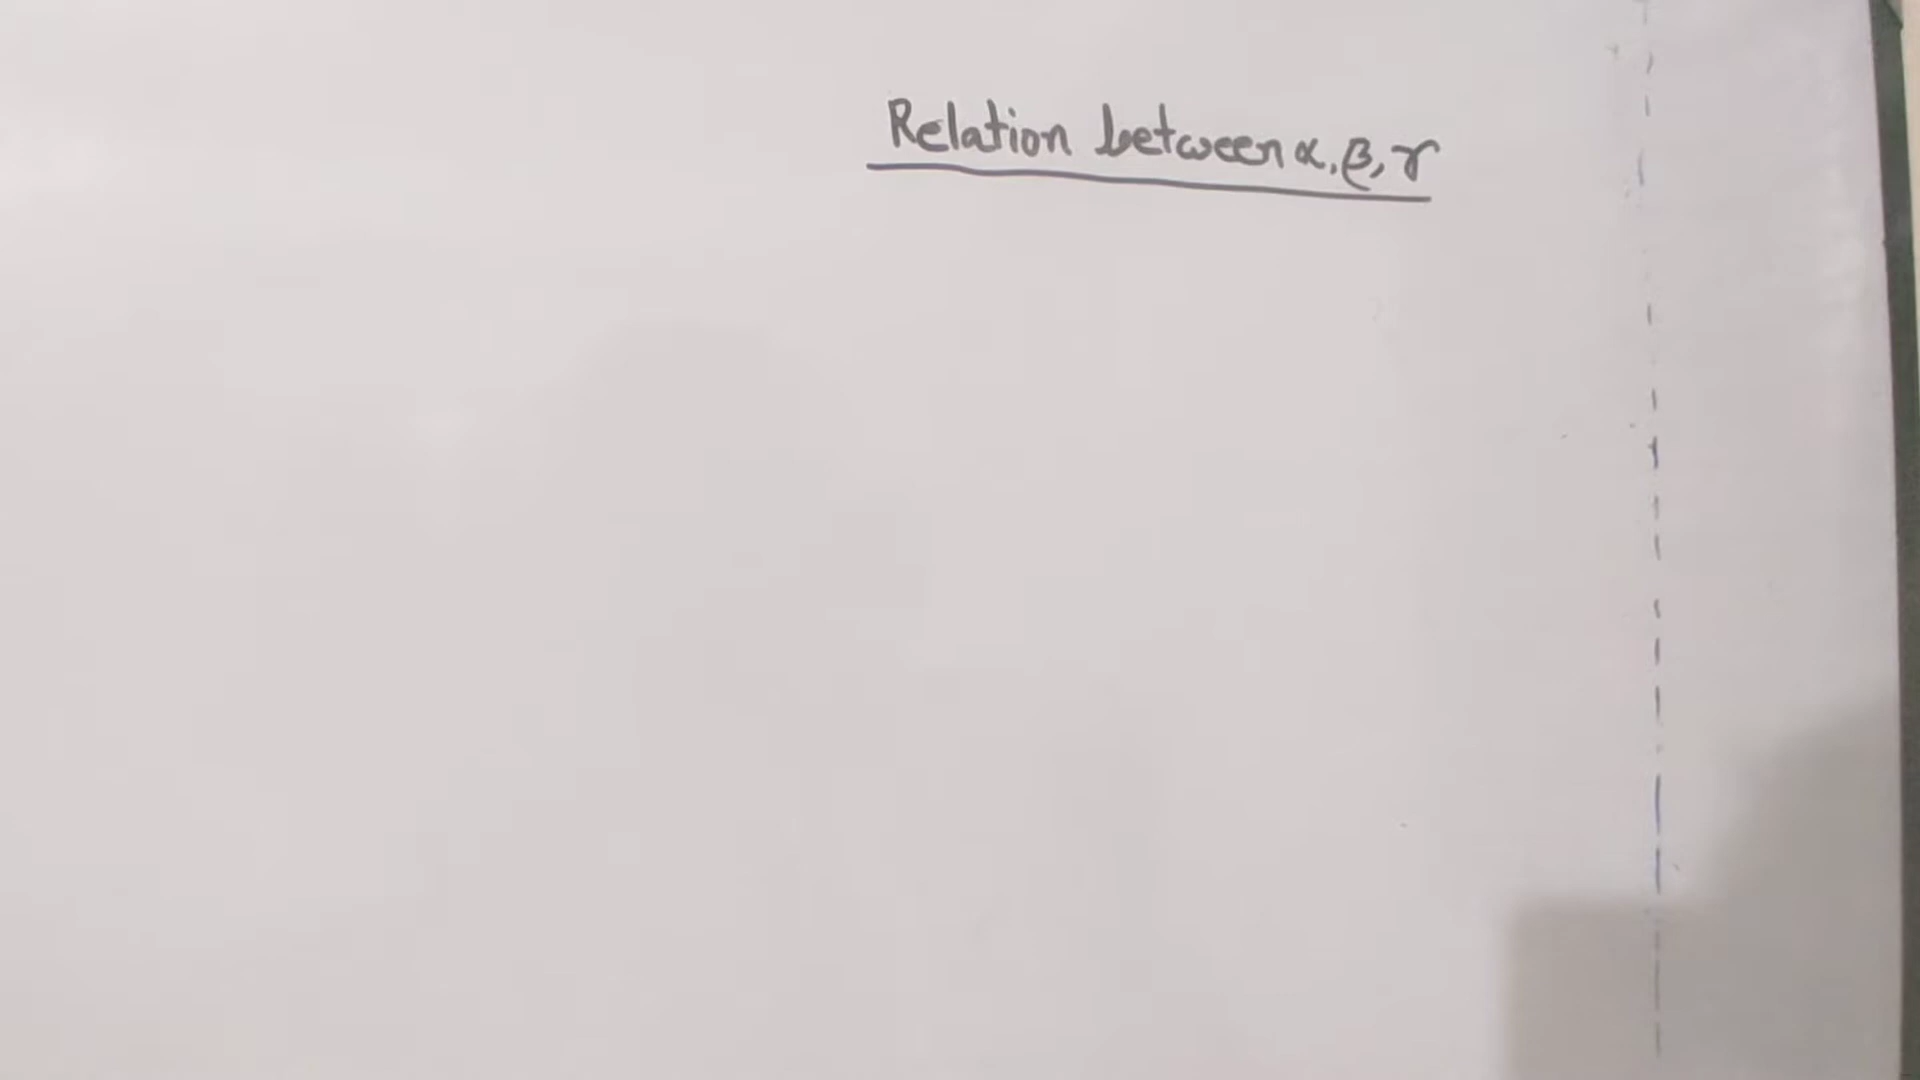 Relation between α, β, γ